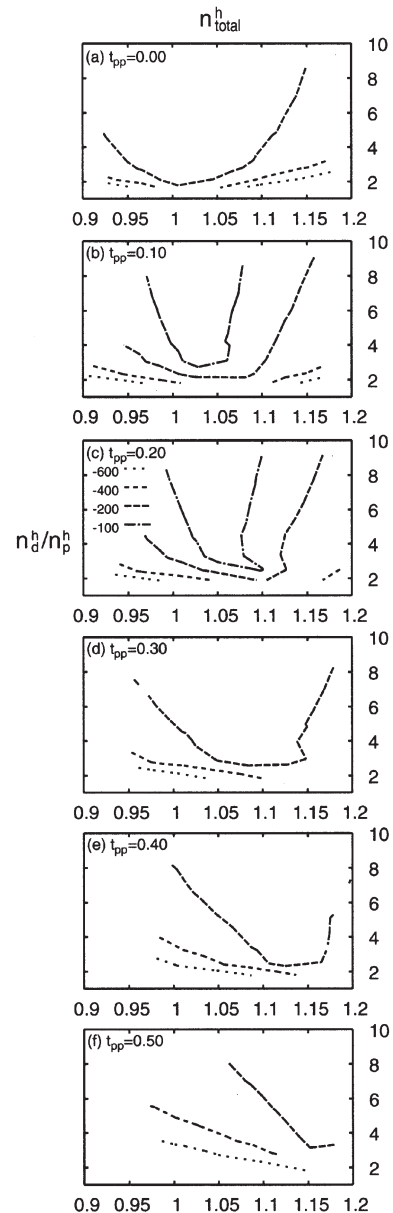 n^h_total
(a) t_pp=0.00
10
8
6
4
2
0.9 0.95 1 1.05 1.1 1.15 1.2
(b) t_pp=0.10
10
8
6
4
2
0.9 0.95 1 1.05 1.1 1.15 1.2
(c) t_pp=0.20
-600
-400
-200
-100
n^h_d/n^h_p
10
8
6
4
2
0.9 0.95 1 1.05 1.1 1.15 1.2
(d) t_pp=0.30
10
8
6
4
2
0.9 0.95 1 1.05 1.1 1.15 1.2
(e) t_pp=0.40
10
8
6
4
2
0.9 0.95 1 1.05 1.1 1.15 1.2
(f) t_pp=0.50
10
8
6
4
2
0.9 0.95 1 1.05 1.1 1.15 1.2